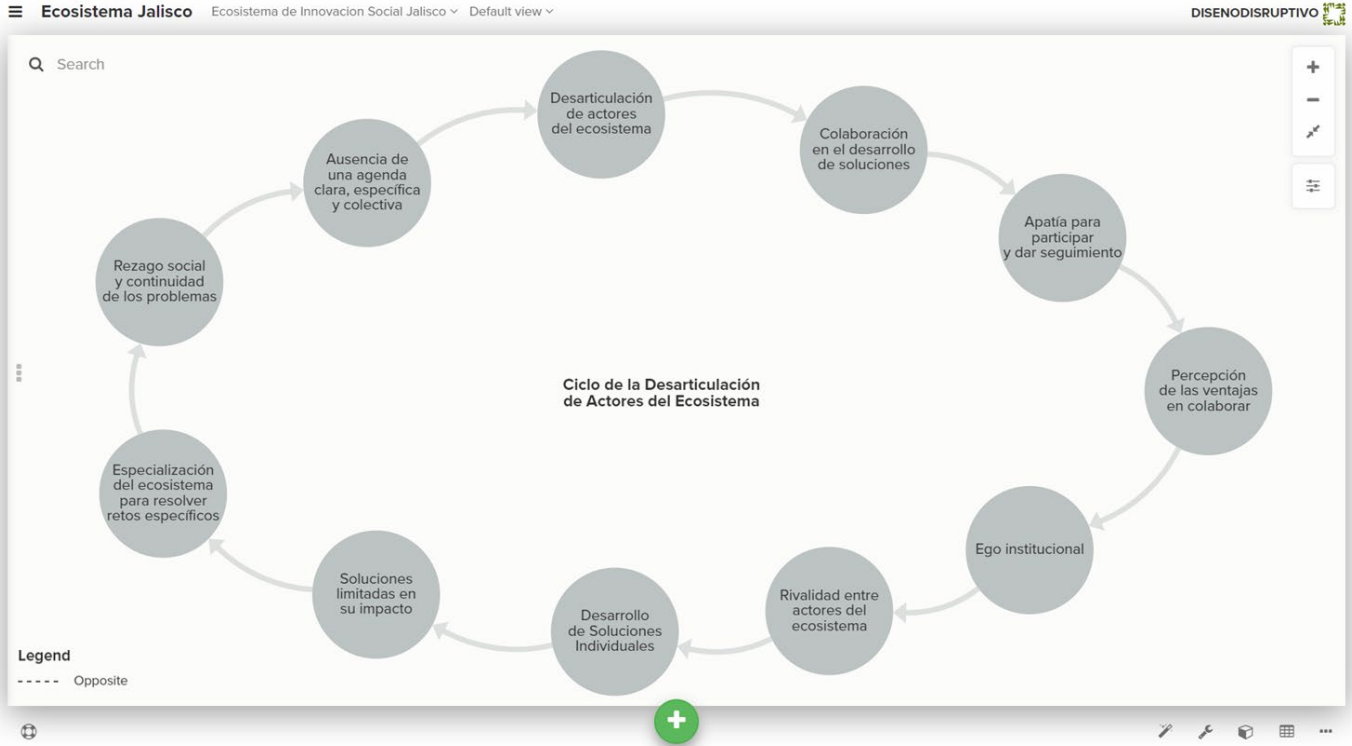 Ecosistema Jalisco
Ecosistema de Innovacion Social Jalisco
Default view
DISENODISRUPTIVO
Search
Desarticulación
de actores
del ecosistema
Colaboración
en el desarrollo
de soluciones
Apatía para
participar
y dar seguimiento
Percepción
de las ventajas
en colaborar
Ego institucional
Rivalidad entre
actores del
ecosistema
Desarrollo
de Soluciones
Individuales
Soluciones
limitadas en
su impacto
Especialización
del ecosistema
para resolver
retos específicos
Rezago social
y continuidad
de los problemas
Ausencia de
una agenda
clara, específica
y colectiva
Ciclo de la Desarticulación
de Actores del Ecosistema
Legend
Opposite